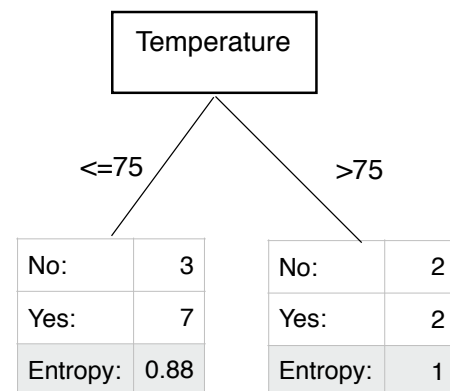 Temperature
<=75 >75
No: 3 No: 2
Yes: 7 Yes: 2
Entropy: 0.88 Entropy: 1